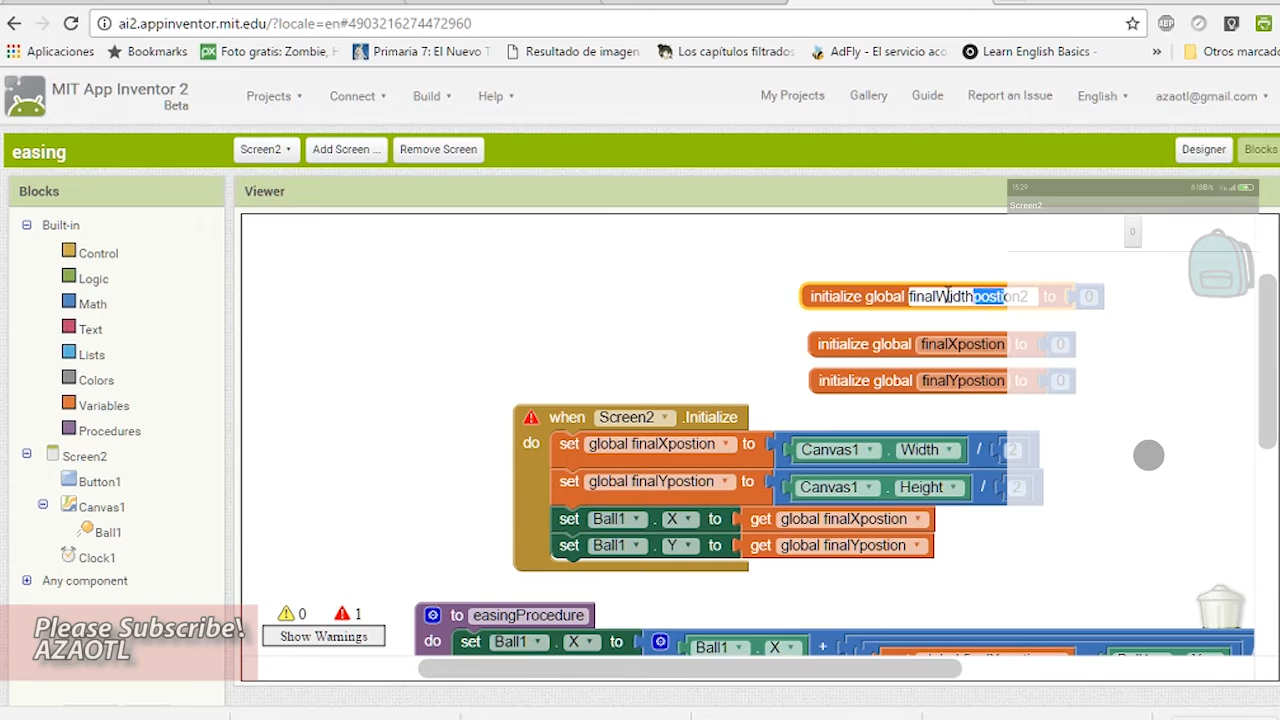 ai2.appinventor.mit.edu/?locale=en#4903216274472960
ABP
Aplicaciones Bookmarks Foto gratis: Zombie, Primaria 7: El Nuevo Resultado de imagen Los capítulos filtrados AdFly - El servicio aco Learn English Basics - » Otros marcad
MIT App Inventor 2
Beta
Projects Connect Build Help My Projects Gallery Guide Report an Issue English azaotl@gmail.com
easing Screen2 Add Screen ... Remove Screen Designer Blocks
Blocks
Viewer
15:29
Screen2
0
Built-in
Control
Logic
Math
Text
Lists
Colors
Variables
Procedures
Screen2
Button1
Canvas1
Ball1
Clock1
Any component
initialize global finalWidthpostion2 to 0
initialize global finalXpostion to 0
initialize global finalYpostion to 0
when Screen2 .Initialize
do set global finalXpostion to Canvas1 . Width / 2
set global finalYpostion to Canvas1 . Height / 2
set Ball1 . X to get global finalXpostion
set Ball1 . Y to get global finalYpostion
0 1
Show Warnings
to easingProcedure
do set Ball1 . X to Ball1 . X +
Please Subscribe!
AZAOTL